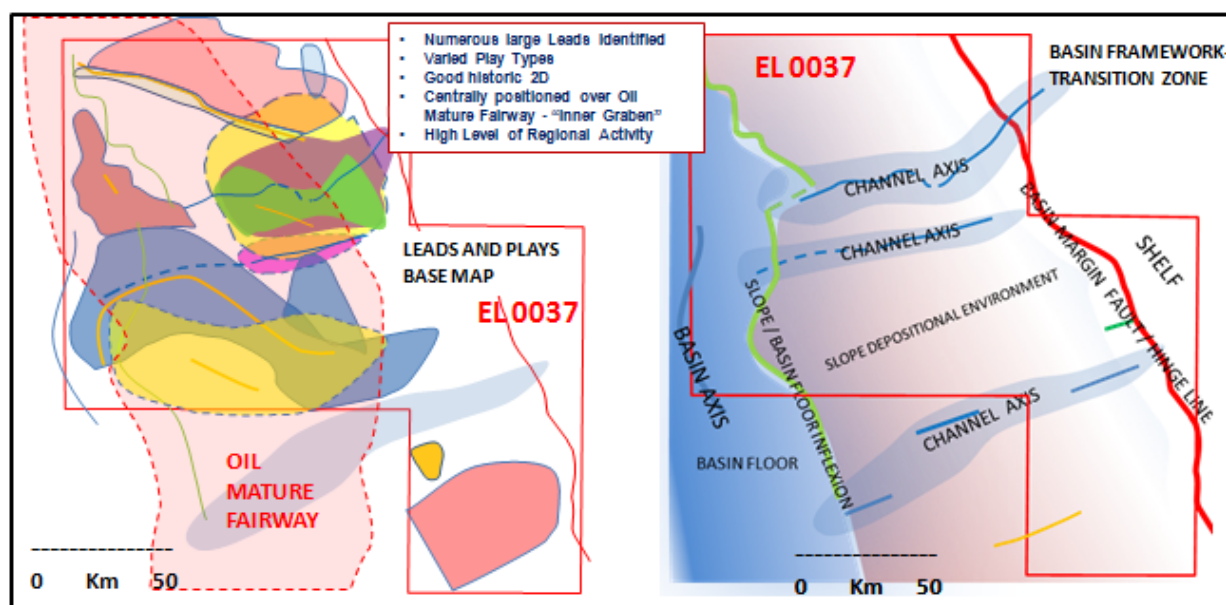 • Numerous large Leads Identified
• Varied Play Types
• Good historic 2D
• Centrally positioned over Oil
Mature Fairway - "Inner Graben"
• High Level of Regional Activity
LEADS AND PLAYS
BASE MAP
EL 0037
OIL
MATURE
FAIRWAY
0 Km 50
EL 0037
BASIN FRAMEWORK-
TRANSITION ZONE
CHANNEL AXIS
CHANNEL AXIS
BASIN MARGIN FAULT / HINGE LINE
SHELF
SLOPE / BASIN FLOOR INFLEXION
SLOPE DEPOSITIONAL ENVIRONMENT
BASIN AXIS
CHANNEL AXIS
BASIN FLOOR
0 Km 50